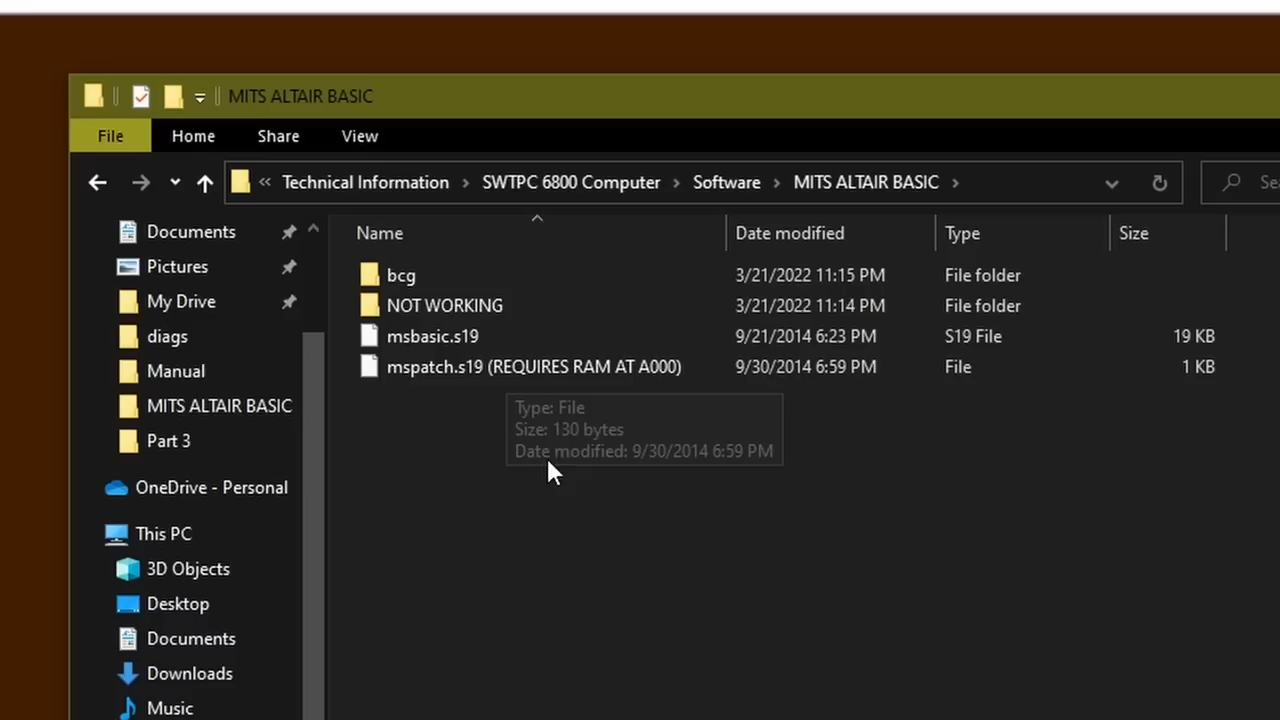 MITS ALTAIR BASIC
File Home Share View
« Technical Information › SWTPC 6800 Computer › Software › MITS ALTAIR BASIC ›
Name Date modified Type Size
Documents
Pictures
My Drive
diags
Manual
MITS ALTAIR BASIC
Part 3
OneDrive - Personal
This PC
3D Objects
Desktop
Documents
Downloads
Music
bcg 3/21/2022 11:15 PM File folder
NOT WORKING 3/21/2022 11:14 PM File folder
msbasic.s19 9/21/2014 6:23 PM S19 File 19 KB
mspatch.s19 (REQUIRES RAM AT A000) 9/30/2014 6:59 PM File 1 KB
Type: File
Size: 130 bytes
Date modified: 9/30/2014 6:59 PM